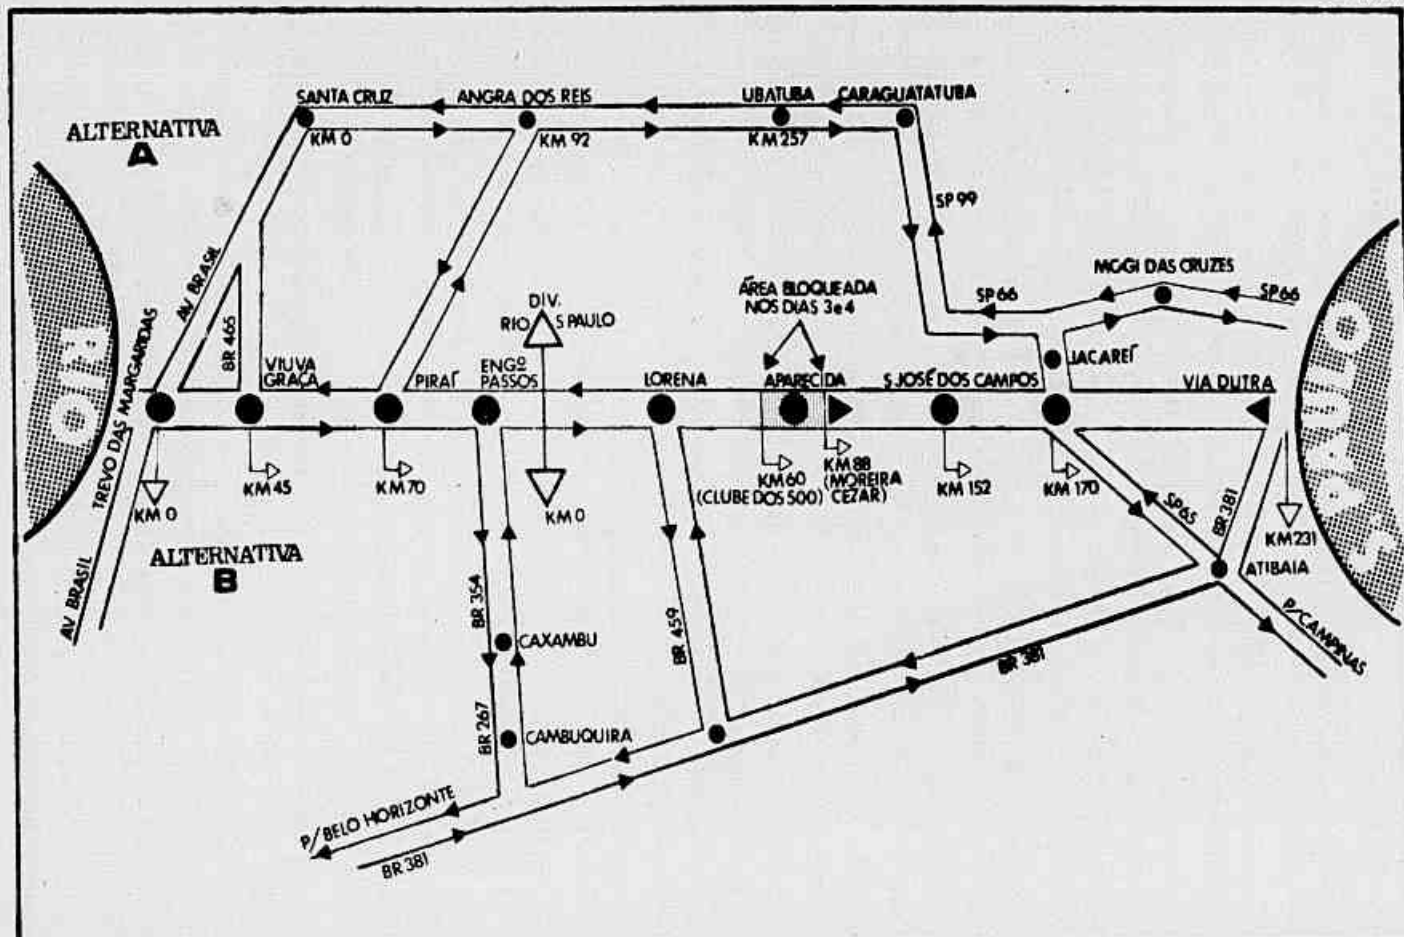 ALTERNATIVA
A
SANTA CRUZ
KM 0
ANGRA DOS REIS
KM 92
UBATUBA
KM 257
CARAGUATATUBA
SP 99
AV BRASIL
BR 465
RIO
TREVO DAS MARGARIDAS
VIUVA
GRAÇA
PIRAÍ
ENGº
PASSOS
DIV.
RIO S PAULO
LORENA
ÁREA BLOQUEADA
NOS DIAS 3 e 4
APARECIDA
S JOSÉ DOS CAMPOS
SP 66
MOGI DAS CRUZES
SP 66
JACAREÍ
VIA DUTRA
S. PAULO
KM 0
KM 45
KM 70
KM 0
KM 60
(CLUBE DOS 500)
KM 88
(MOREIRA
CEZAR)
KM 152
KM 170
KM 231
SP 65
BR 381
ATIBAIA
P/CAMPINAS
ALTERNATIVA
B
AV BRASIL
BR 354
CAXAMBU
BR 267
CAMBUQUIRA
BR 459
BR 381
P/ BELO HORIZONTE
BR 381